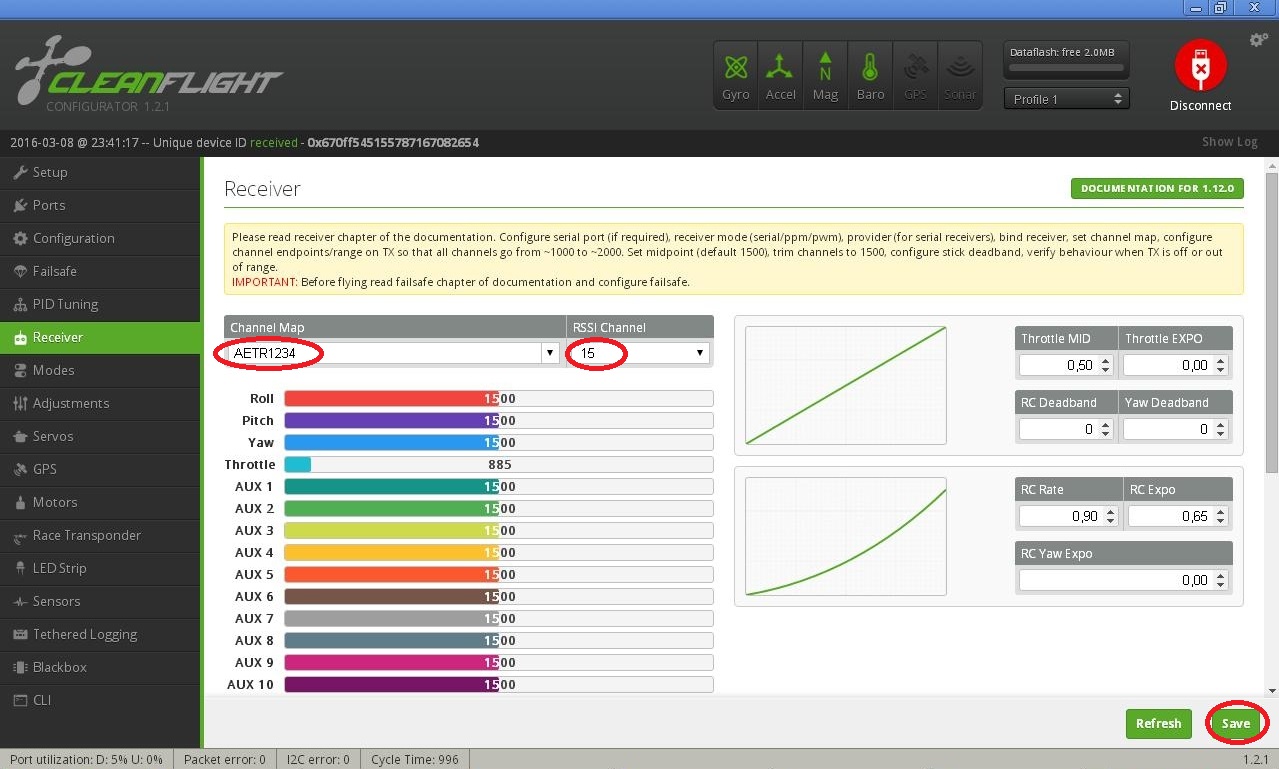 CLEANFLIGHT
CONFIGURATOR 1.2.1
Gyro Accel Mag Baro GPS Sonar
Dataflash: free 2.0MB
Profile 1
Disconnect
2016-03-08 @ 23:41:17 -- Unique device ID received - 0x670ff545155787167082654
Show Log
Setup
Ports
Configuration
Failsafe
PID Tuning
Receiver
Modes
Adjustments
Servos
GPS
Motors
Race Transponder
LED Strip
Sensors
Tethered Logging
Blackbox
CLI
Receiver
DOCUMENTATION FOR 1.12.0
Please read receiver chapter of the documentation. Configure serial port (if required), receiver mode (serial/ppm/pwm), provider (for serial receivers), bind receiver, set channel map, configure
channel endpoints/range on TX so that all channels go from ~1000 to ~2000. Set midpoint (default 1500), trim channels to 1500, configure stick deadband, verify behaviour when TX is off or out
of range.
IMPORTANT: Before flying read failsafe chapter of documentation and configure failsafe.
Channel Map RSSI Channel
AETR1234 15
Roll 1500
Pitch 1500
Yaw 1500
Throttle 885
AUX 1 1500
AUX 2 1500
AUX 3 1500
AUX 4 1500
AUX 5 1500
AUX 6 1500
AUX 7 1500
AUX 8 1500
AUX 9 1500
AUX 10 1500
Throttle MID Throttle EXPO
0,50 0,00
RC Deadband Yaw Deadband
0 0
RC Rate RC Expo
0,90 0,65
RC Yaw Expo
0,00
Refresh Save
Port utilization: D: 5% U: 0% Packet error: 0 I2C error: 0 Cycle Time: 996 1.2.1